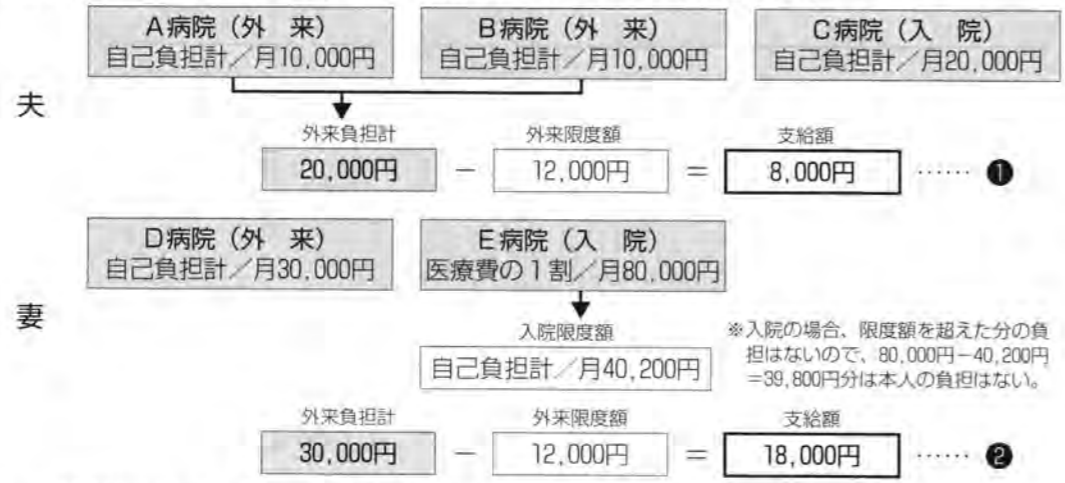 A病院（外　来）
自己負担計／月10,000円
B病院（外　来）
自己負担計／月10,000円
C病院（入　院）
自己負担計／月20,000円
夫
外来負担計　外来限度額　支給額
20,000円 － 12,000円 ＝ 8,000円 …… ❶
D病院（外　来）
自己負担計／月30,000円
E病院（入　院）
医療費の1割／月80,000円
妻
入院限度額
自己負担計／月40,200円
※入院の場合、限度額を超えた分の負
担はないので、80,000円－40,200円
＝39,800円分は本人の負担はない。
外来負担計　外来限度額　支給額
30,000円 － 12,000円 ＝ 18,000円 …… ❷